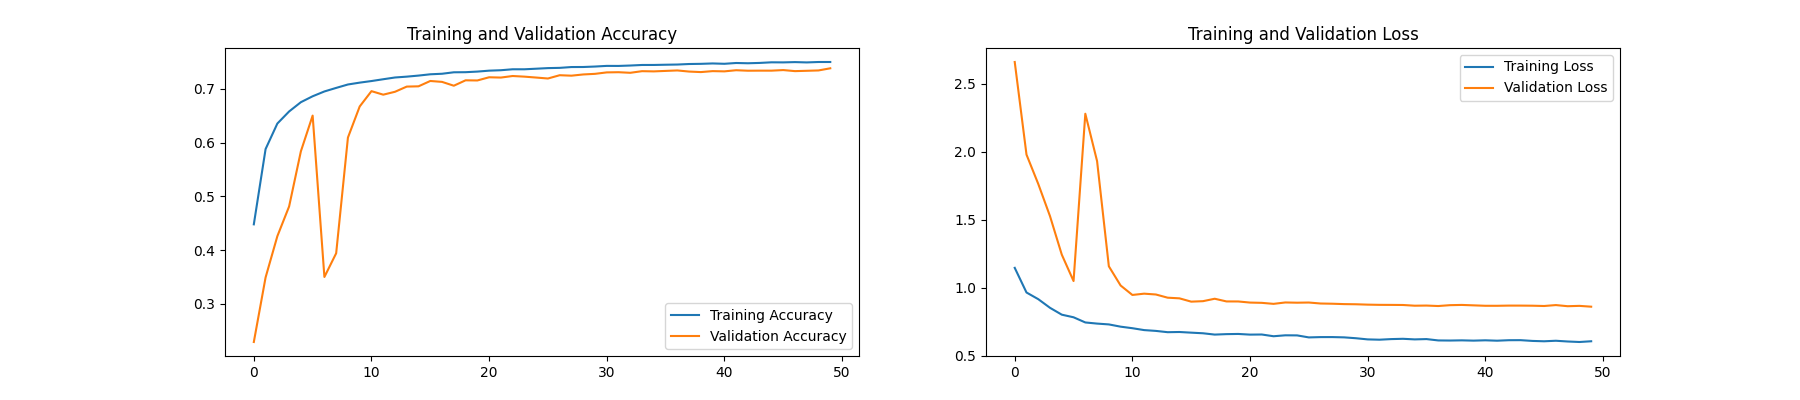 Training and Validation Accuracy
0.7
0.6
0.5
0.4
0.3
0 10 20 30 40 50
Training Accuracy
Validation Accuracy
Training and Validation Loss
2.5
2.0
1.5
1.0
0.5
0 10 20 30 40 50
Training Loss
Validation Loss